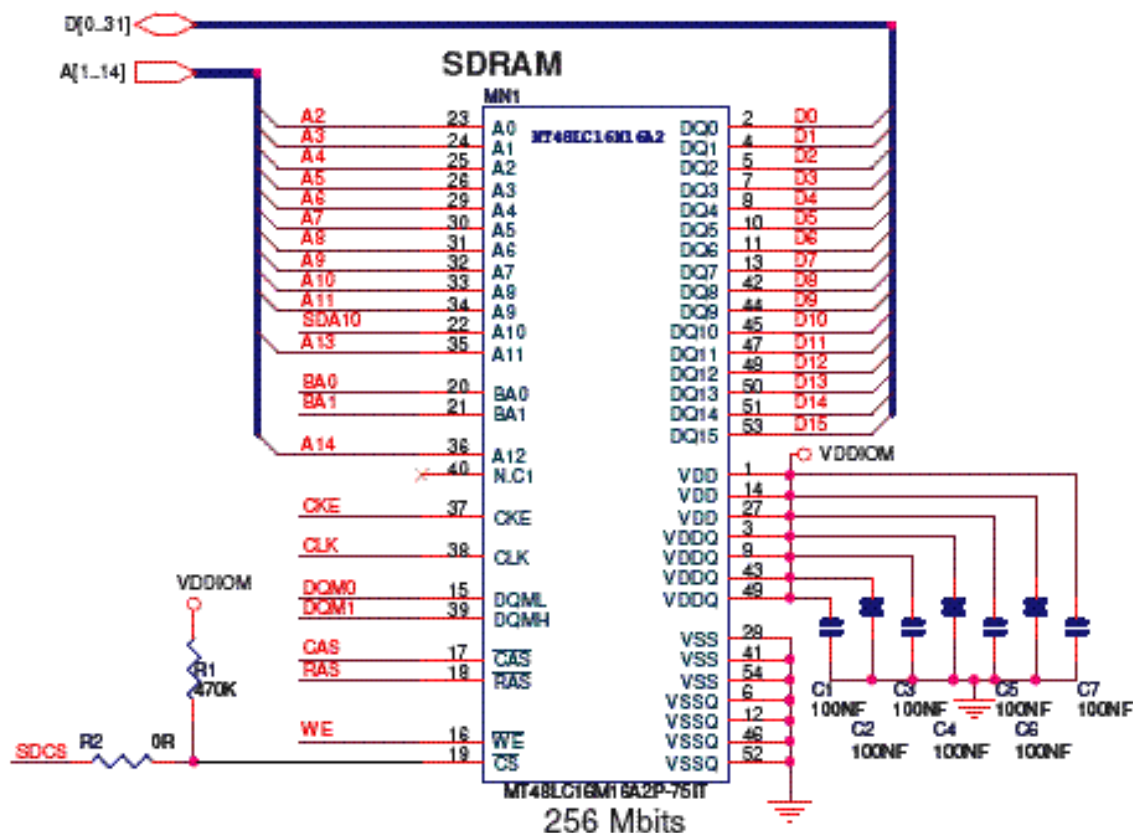 D[0..31]
A[1..14]
SDRAM
MN1
MT48LC16M16A2
A2 23 A0 DQ0 2 D0
A3 24 A1 DQ1 4 D1
A4 25 A2 DQ2 5 D2
A5 26 A3 DQ3 7 D3
A6 29 A4 DQ4 8 D4
A7 30 A5 DQ5 10 D5
A8 31 A6 DQ6 11 D6
A9 32 A7 DQ7 13 D7
A10 33 A8 DQ8 42 D8
A11 34 A9 DQ9 44 D9
SDA10 22 A10 DQ10 45 D10
A13 35 A11 DQ11 47 D11
DQ12 48 D12
BA0 20 BA0 DQ13 50 D13
BA1 21 BA1 DQ14 51 D14
DQ15 53 D15
A14 36 A12 VDDIOM
40 N.C1 VDD 1
VDD 14
CKE 37 CKE VDD 27
VDDQ 3
CLK 38 CLK VDDQ 9
VDDQ 43
VDDIOM
DQM0 15 DQML VDDQ 49
DQM1 39 DQMH
VSS 28
CAS 17 CAS VSS 41
RAS 18 RAS VSS 54
R1
470K
VSSQ 6
VSSQ 12
WE 16 WE VSSQ 46
SDCS R2 0R 19 CS VSSQ 52
C1 C3 C5 C7
100NF 100NF 100NF 100NF
C2 C4 C6
100NF 100NF 100NF
MT48LC16M16A2P-75IT
256 Mbits